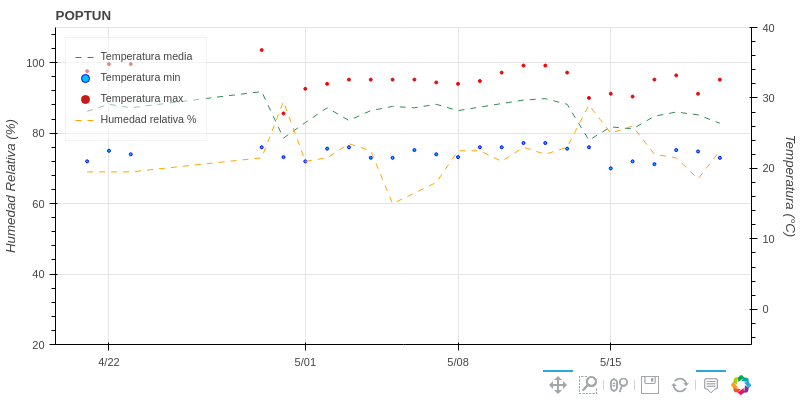 POPTUN
Temperatura media
Temperatura min
Temperatura max
Humedad relativa %
Humedad Relativa (%)
100
80
60
40
20
Temperatura (°C)
40
30
20
10
0
4/22
5/01
5/08
5/15